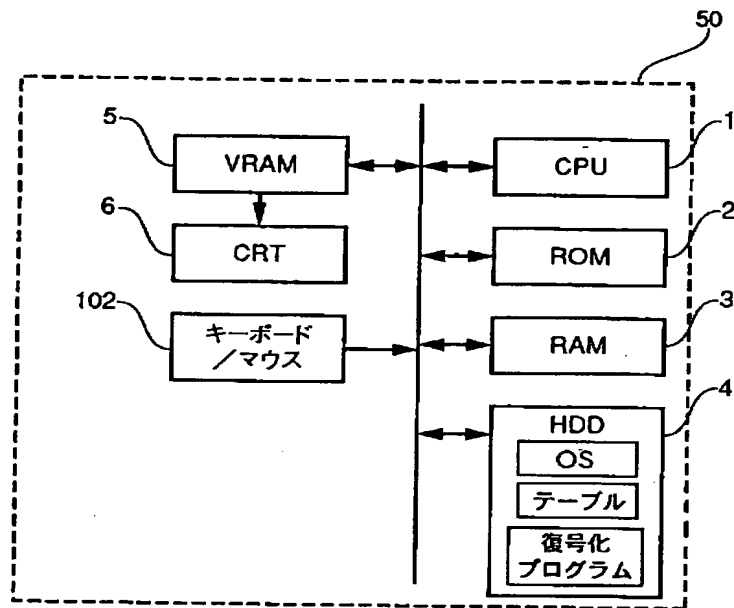 50
5
VRAM
6
CRT
102
キーボード
/マウス
CPU
1
ROM
2
RAM
3
HDD
4
OS
テーブル
復号化
プログラム